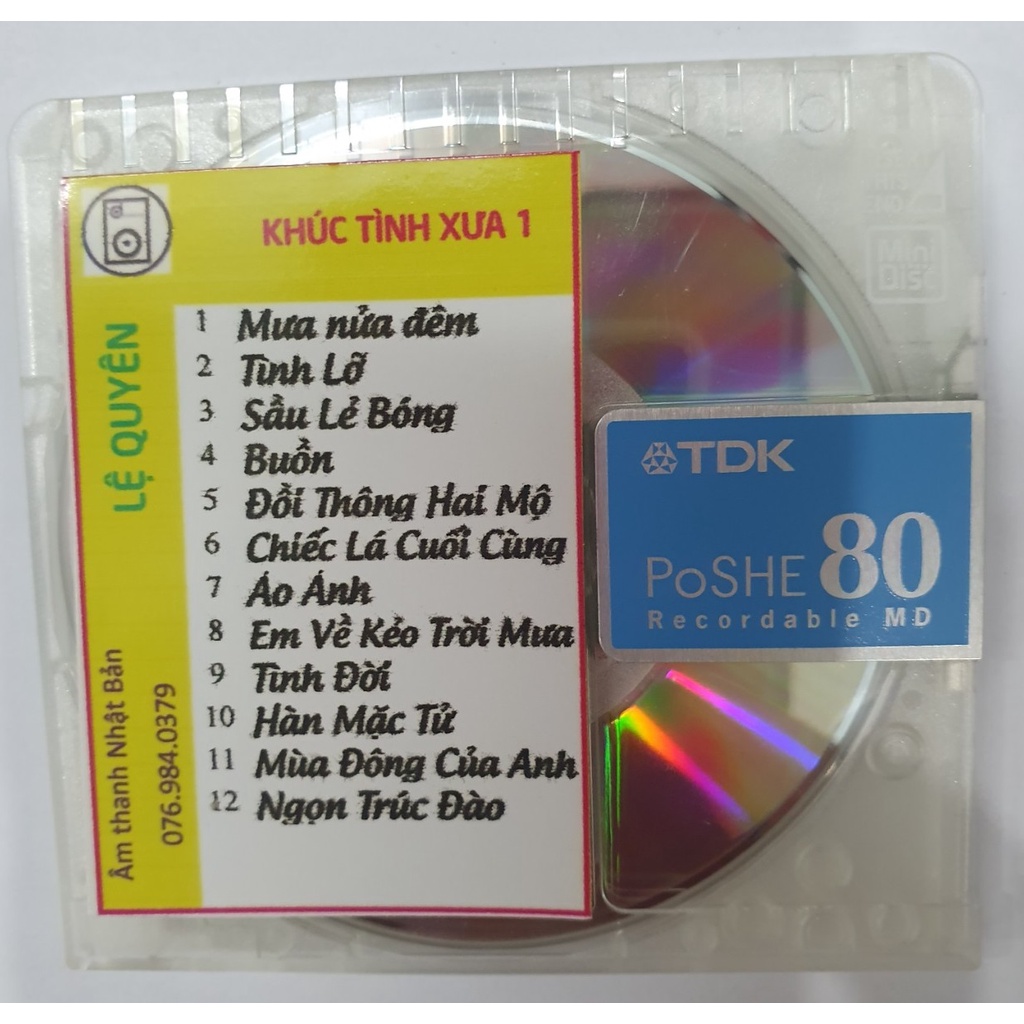 KHÚC TÌNH XƯA 1
LỆ QUYÊN
1 Mưa nửa đêm
2 Tình Lỡ
3 Sầu Lẻ Bóng
4 Buồn
5 Đồi Thông Hai Mộ
6 Chiếc Lá Cuối Cùng
7 Áo Ảnh
8 Em Về Kẻo Trời Mưa
9 Tình Đời
10 Hàn Mặc Tử
11 Mùa Đông Của Anh
12 Ngọn Trúc Đào
Âm thanh Nhật Bản
076.984.0379
Mini
Disc
TDK
PoSHE 80
Recordable MD